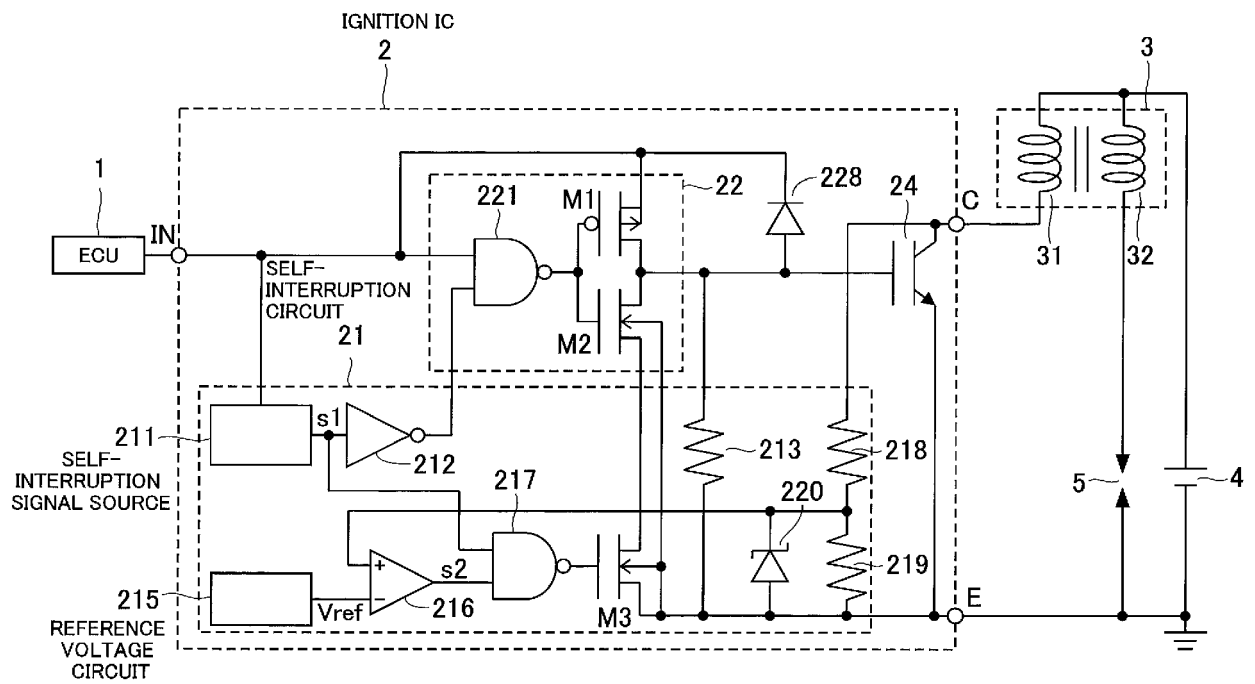 IGNITION IC
2
3
1
22
221
M1
228
24
C
IN
ECU
31
32
SELF-
INTERRUPTION
CIRCUIT
M2
21
211
s1
212
213
218
SELF-
INTERRUPTION
SIGNAL SOURCE
217
220
5
4
+
s2
219
215
−
Vref
216
M3
E
REFERENCE
VOLTAGE
CIRCUIT